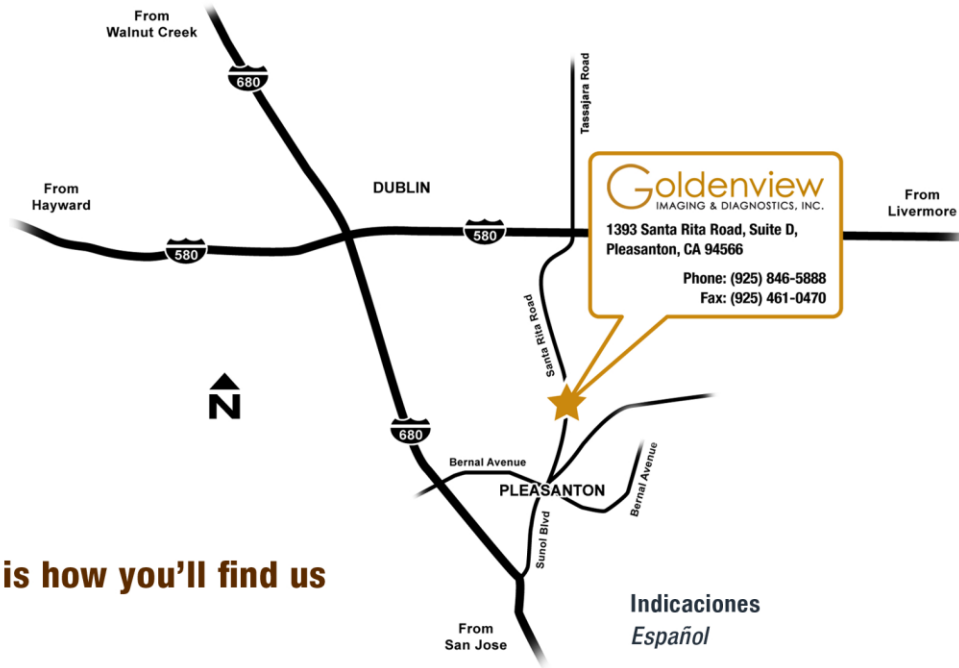 From
Walnut Creek
680
Tassajara Road
Goldenview
IMAGING & DIAGNOSTICS, INC.
1393 Santa Rita Road, Suite D,
Pleasanton, CA 94566
Phone: (925) 846-5888
Fax: (925) 461-0470
From
Hayward
DUBLIN
From
Livermore
580
580
Santa Rita Road
N
680
Bernal Avenue
PLEASANTON
Bernal Avenue
Sunol Blvd
is how you'll find us
From
San Jose
Indicaciones
Español